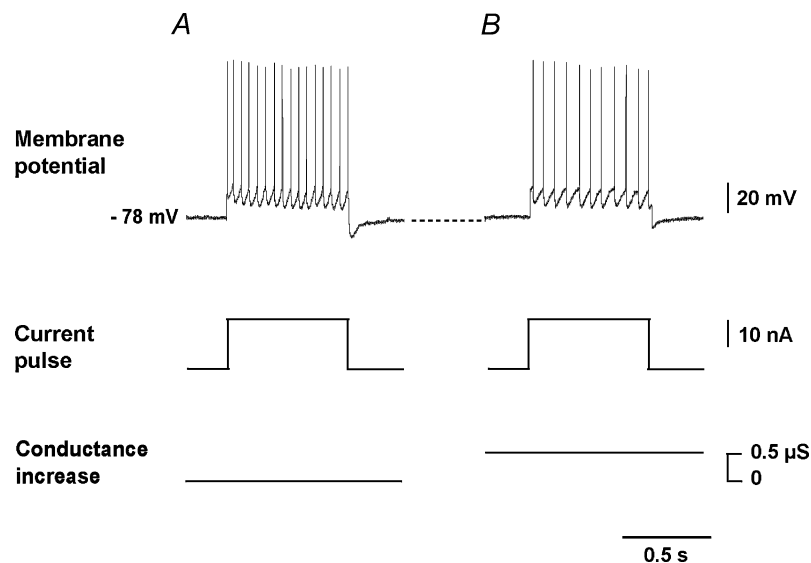 A
B
Membrane
potential
- 78 mV
20 mV
Current
pulse
10 nA
Conductance
increase
0.5 µS
0
0.5 s